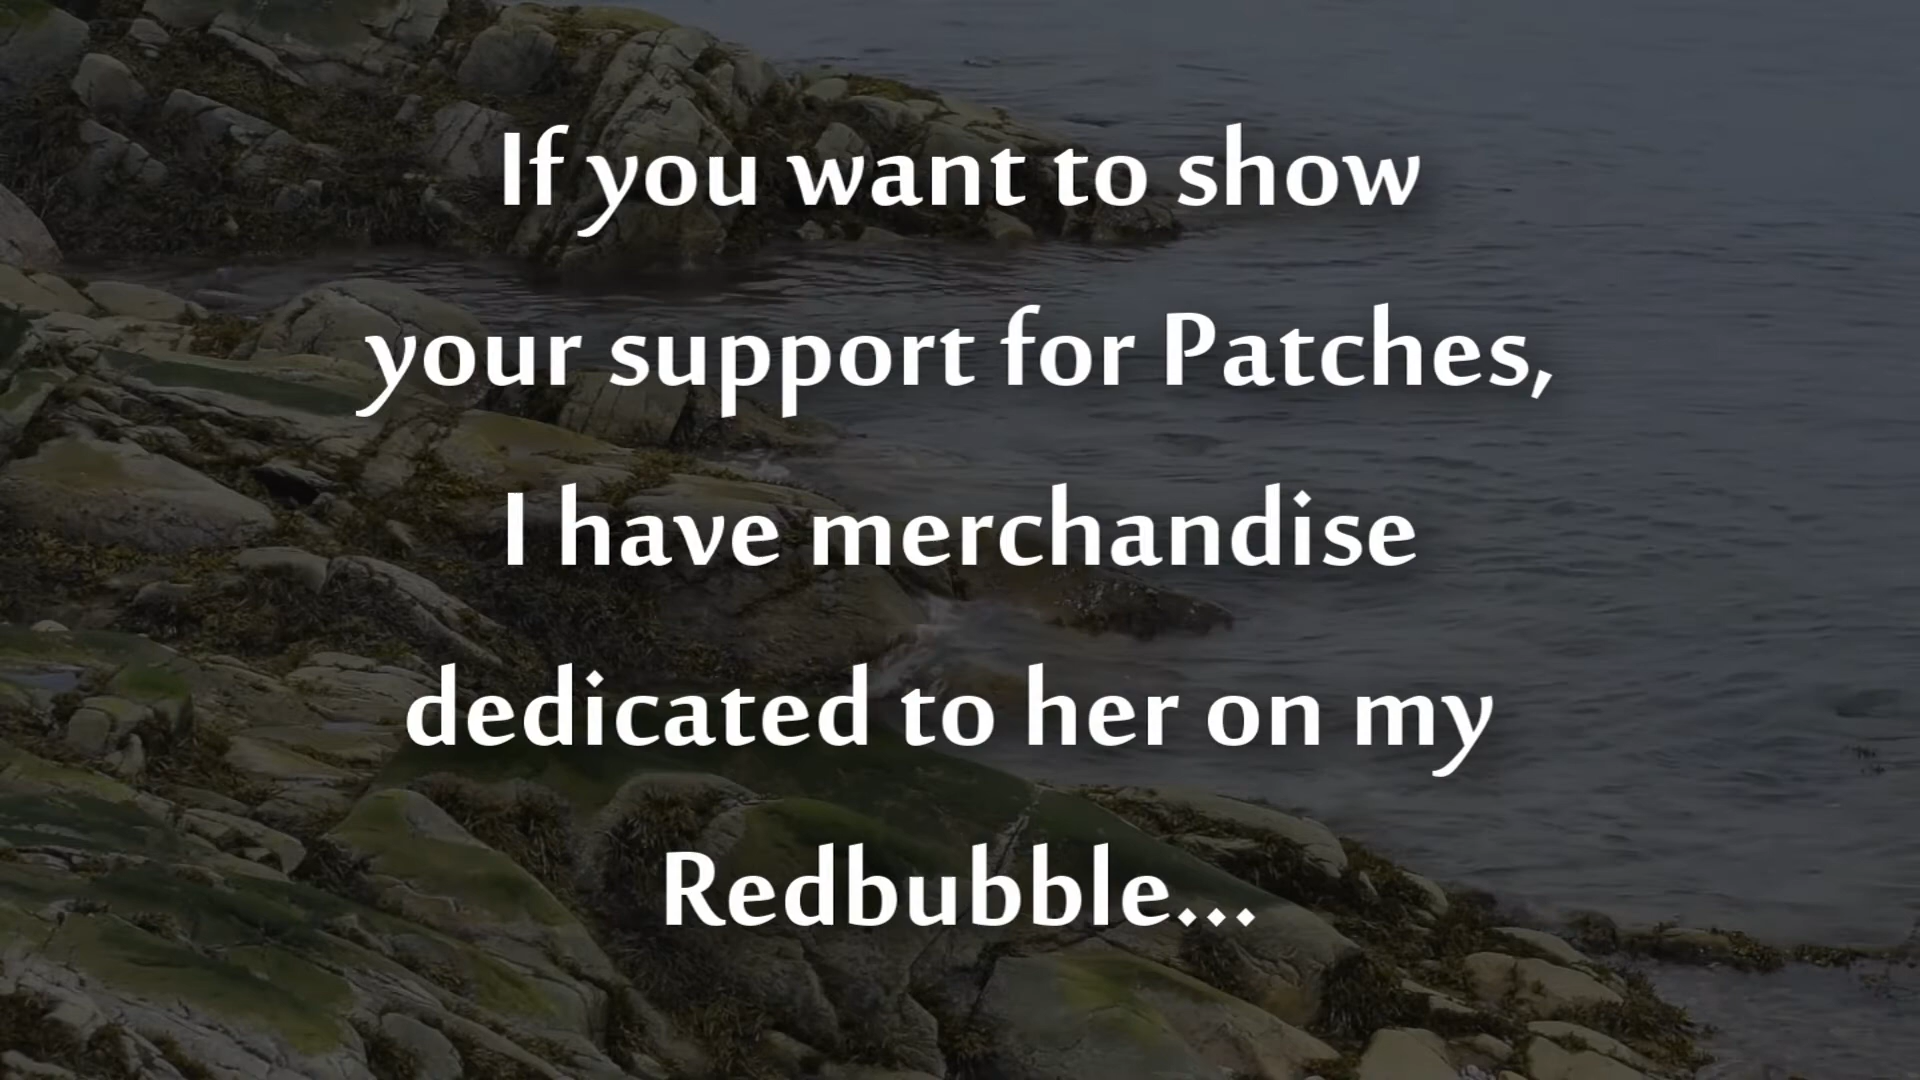 If you want to show
your support for Patches,
I have merchandise
dedicated to her on my
Redbubble...